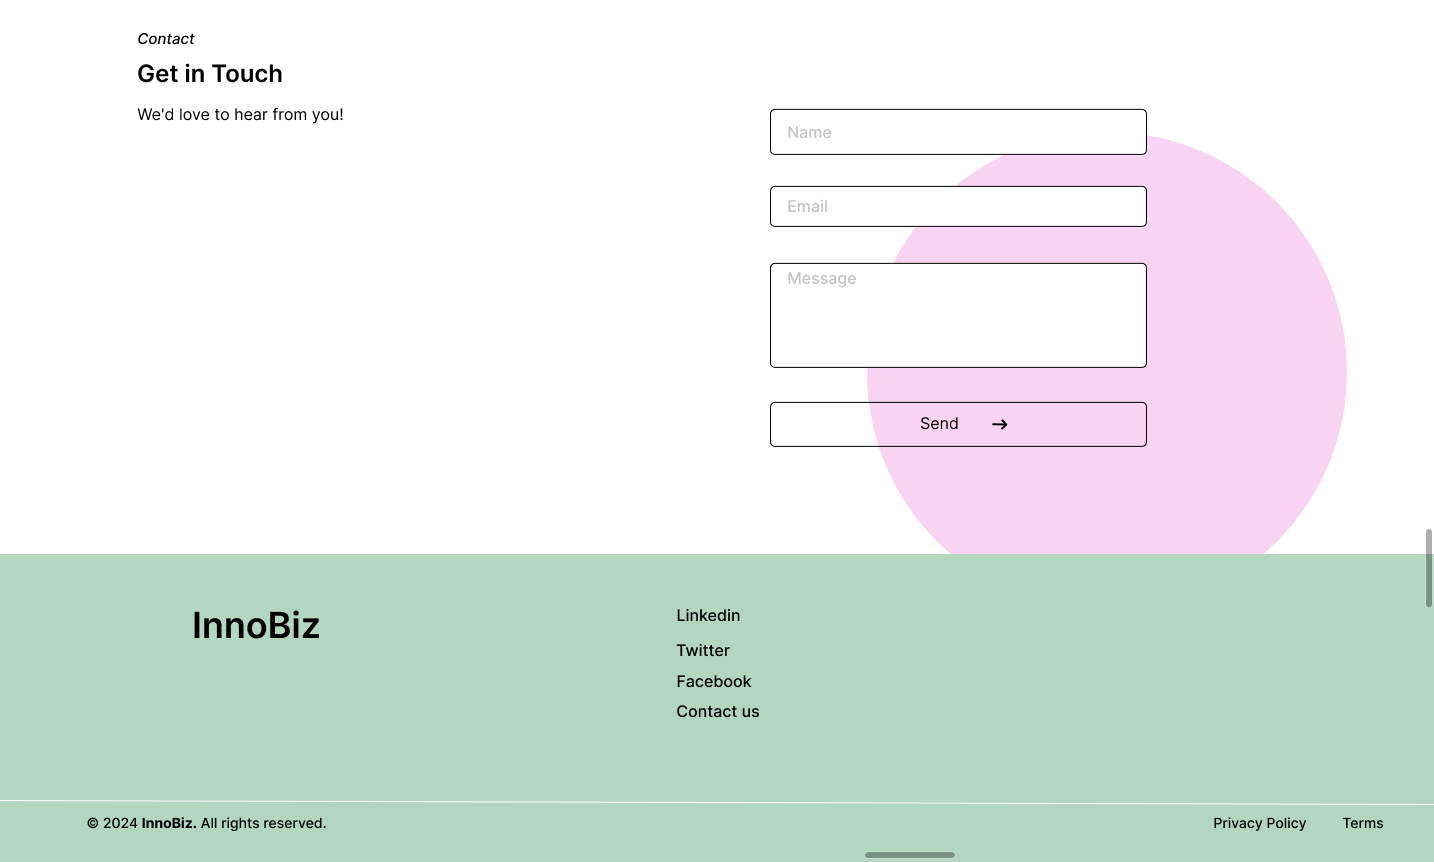 Contact
Get in Touch
We'd love to hear from you!
Name
Email
Message
Send
InnoBiz
Linkedin
Twitter
Facebook
Contact us
© 2024 InnoBiz. All rights reserved.
Privacy Policy
Terms